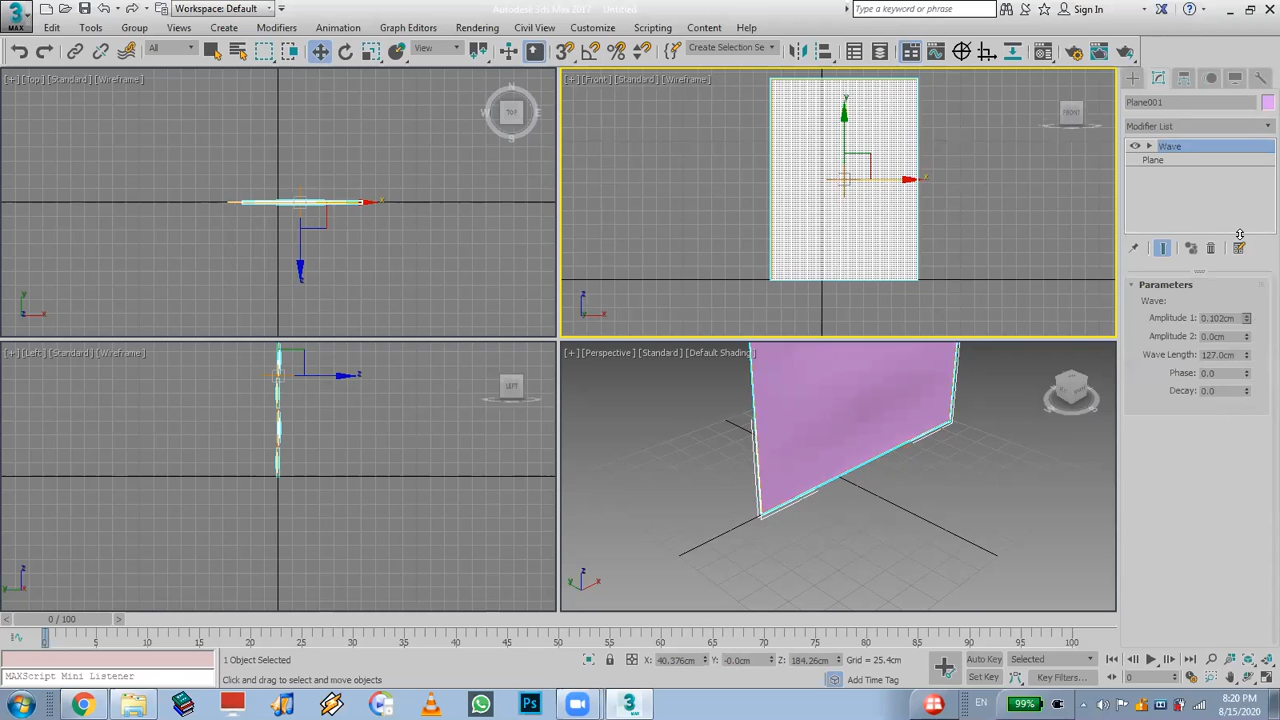 MAX
Workspace: Default
Autodesk 3ds Max 2017 Untitled
Type a keyword or phrase
Sign In
Edit Tools Group Views Create Modifiers Animation Graph Editors Rendering Civil View Customize Scripting Content Help
All
View
Create Selection Se
[+] [Top] [Standard] [Wireframe]
[+] [Front] [Standard] [Wireframe]
Plane001
Modifier List
Wave
Plane
N
W
TOP
E
S
FRONT
y
x
x
x
z
y
x
z
x
[+] [Left] [Standard] [Wireframe]
[+] [Perspective] [Standard] [Default Shading]
Parameters
Wave:
Amplitude 1: 0.102cm
Amplitude 2: 0.0cm
Wave Length: 127.0cm
Phase: 0.0
Decay: 0.0
z
LEFT
z
y
z
y
x
0 / 100
0 5 10 15 20 25 30 35 40 45 50 55 60 65 70 75 80 85 90 95 100
1 Object Selected
X: 40.376cm Y: -0.0cm Z: 184.26cm Grid = 25.4cm
Auto Key
Selected
MAXScript Mini Listener
Click and drag to select and move objects
Add Time Tag
Set Key
Key Filters...
0
Ps
3
MAX
EN
99%
8:20 PM
8/15/2020